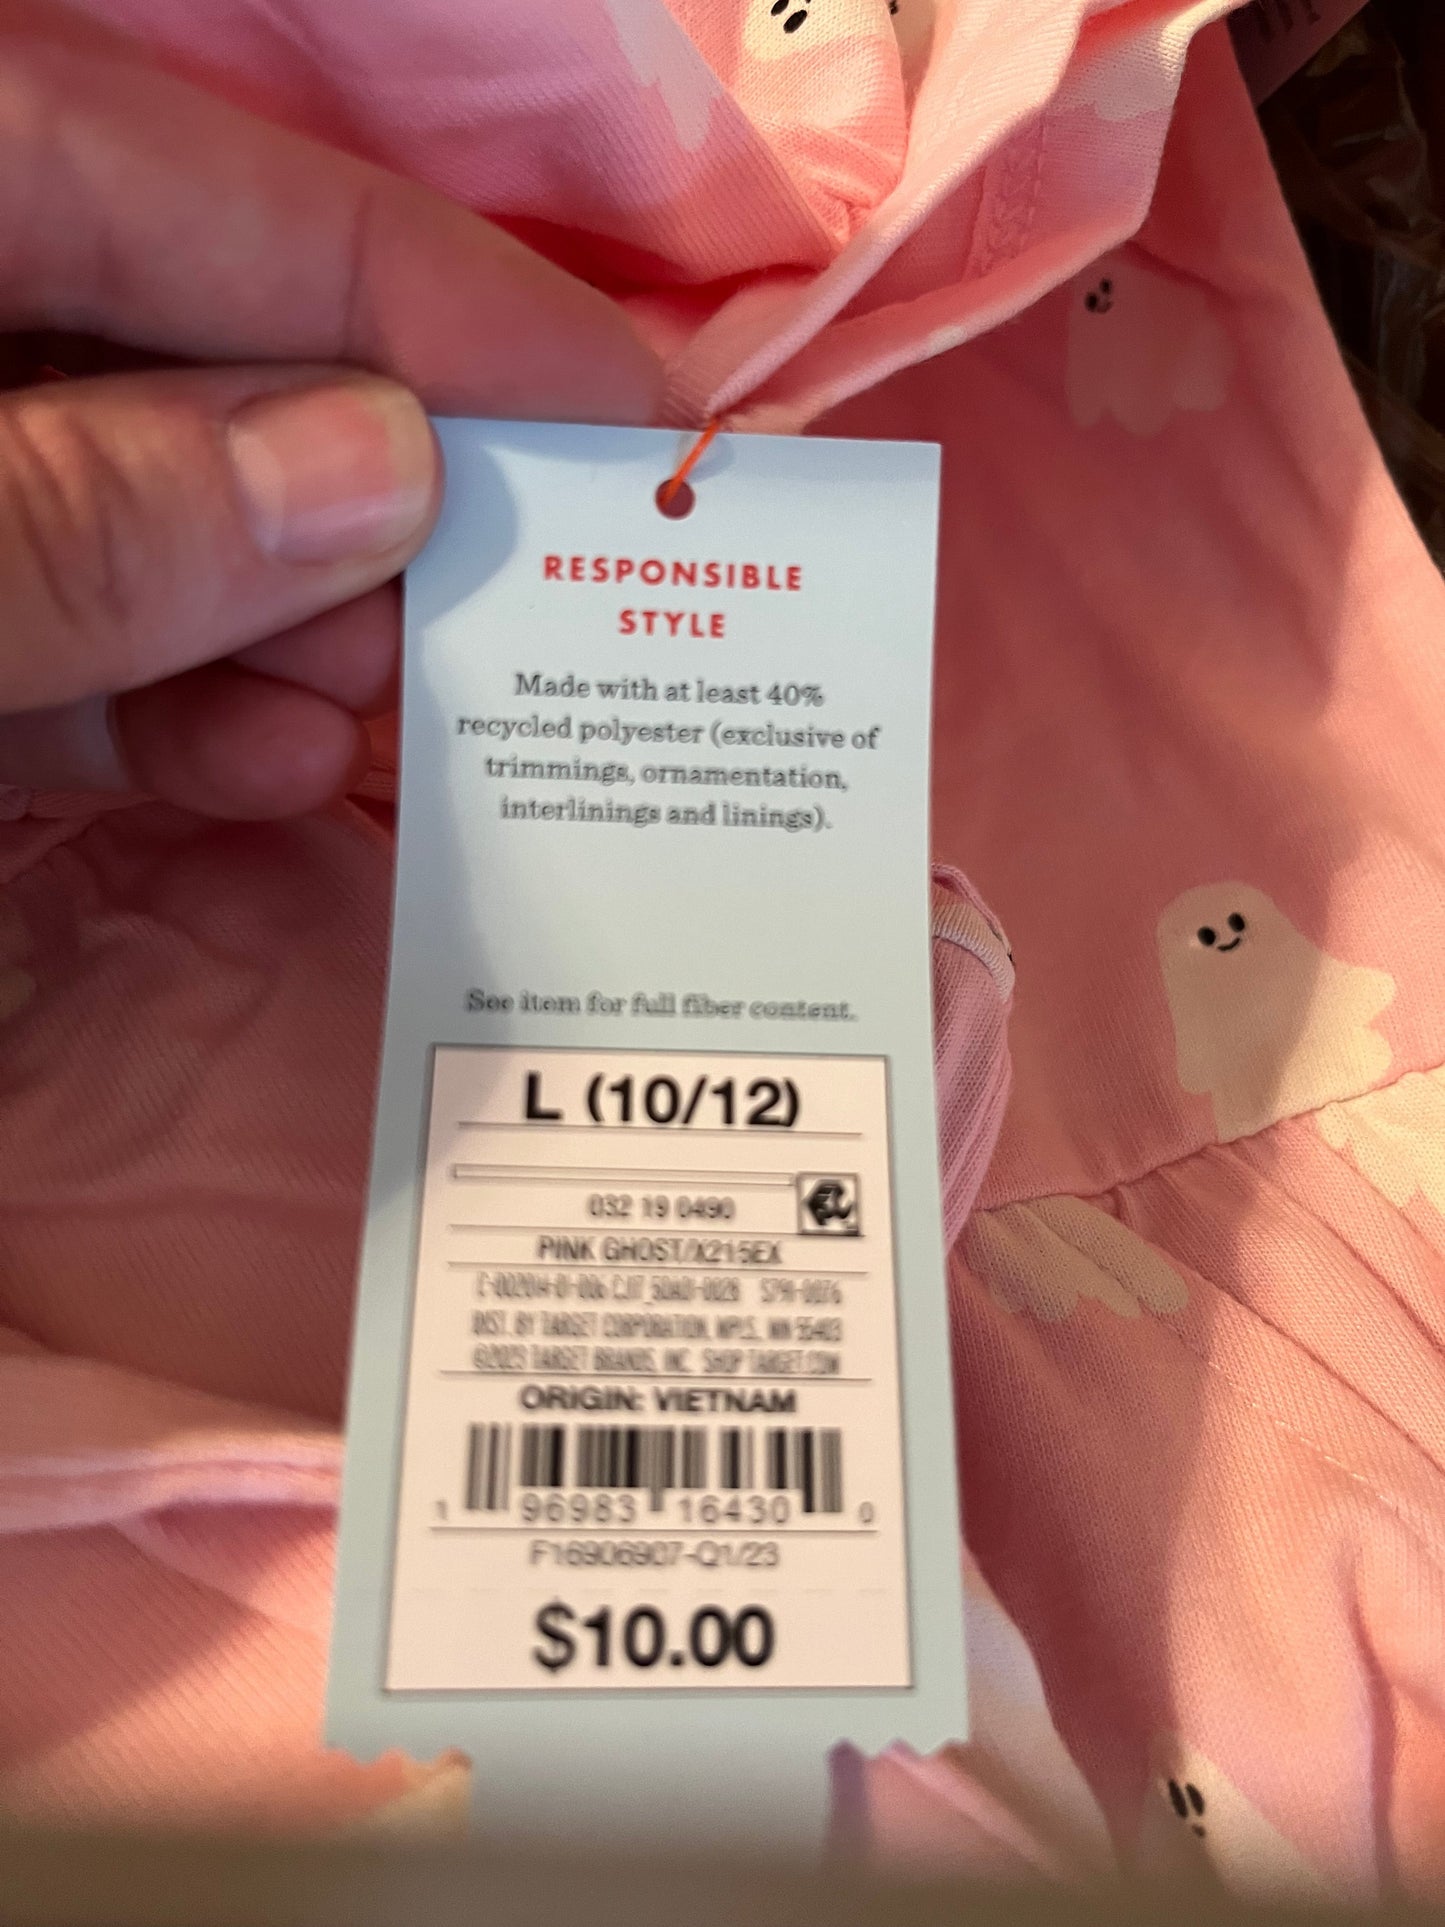 RESPONSIBLE
STYLE
Made with at least 40%
recycled polyester (exclusive of
trimmings, ornamentation,
interlinings and linings).
See item for full fiber content.
L (10/12)
032 19 0490
PINK GHOST/X215EX
DIST. BY TARGET CORPORATION, MPLS, MN 55403
©2023 TARGET BRANDS, INC. SHOP TARGET.COM
ORIGIN: VIETNAM
1 96983 16430 0
F16906907-Q1/23
$10.00